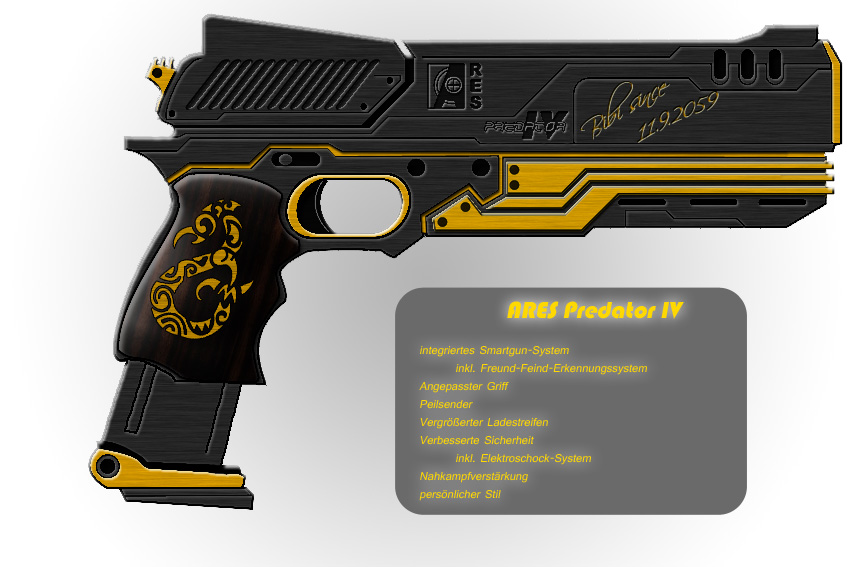 RES
PREDATOR IV
Bibi since
11.9.2059
ARES Predator IV
integriertes Smartgun-System
inkl. Freund-Feind-Erkennungssystem
Angepasster Griff
Peilsender
Vergrößerter Ladestreifen
Verbesserte Sicherheit
inkl. Elektroschock-System
Nahkampfverstärkung
persönlicher Stil